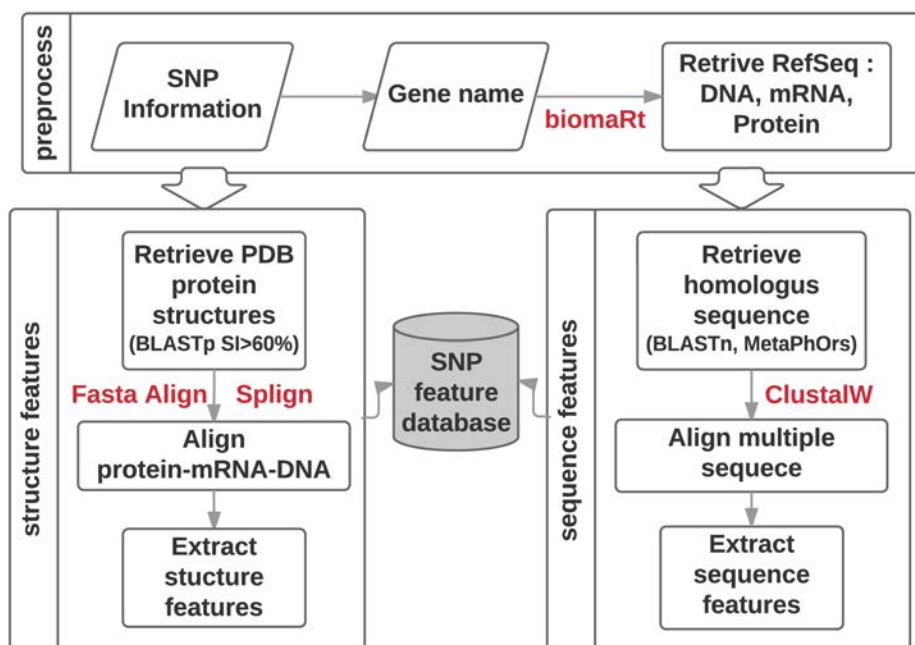 preprocess
SNP
Information
Gene name
biomaRt
Retrive RefSeq :
DNA, mRNA,
Protein
structure features
Retrieve PDB
protein
structures
(BLASTp SI>60%)
Fasta Align
Splign
Align
protein-mRNA-DNA
Extract
stucture
features
SNP
feature
database
sequence features
Retrieve
homologus
sequence
(BLASTn, MetaPhOrs)
ClustalW
Align multiple
sequece
Extract
sequence
features